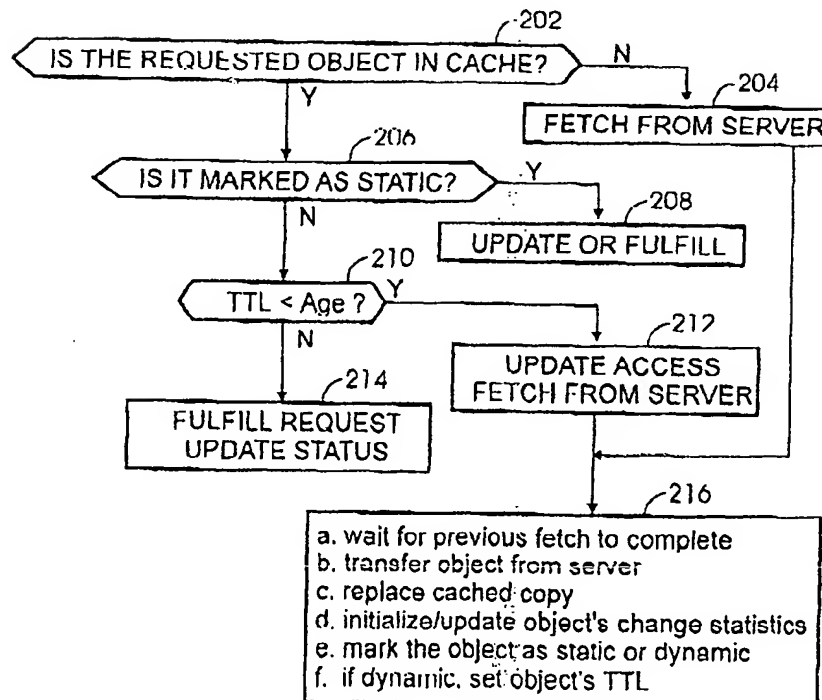 202
IS THE REQUESTED OBJECT IN CACHE?
N
Y
204
FETCH FROM SERVER
206
IS IT MARKED AS STATIC?
Y
N
208
UPDATE OR FULFILL
210
TTL < Age ?
Y
N
212
UPDATE ACCESS
FETCH FROM SERVER
214
FULFILL REQUEST
UPDATE STATUS
216
a. wait for previous fetch to complete
b. transfer object from server
c. replace cached copy
d. initialize/update object's change statistics
e. mark the object as static or dynamic
f. if dynamic, set object's TTL